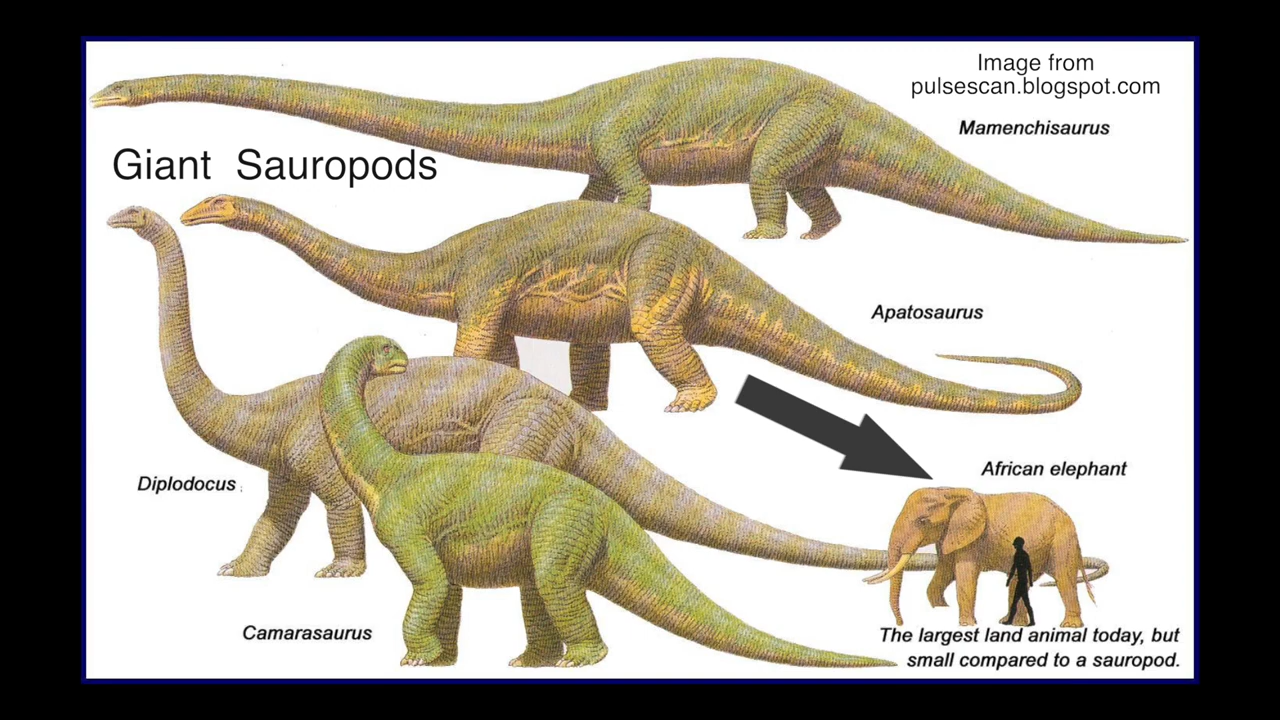 Image from
pulsescan.blogspot.com
Mamenchisaurus
Giant Sauropods
Apatosaurus
African elephant
Diplodocus
Camarasaurus
The largest land animal today, but
small compared to a sauropod.